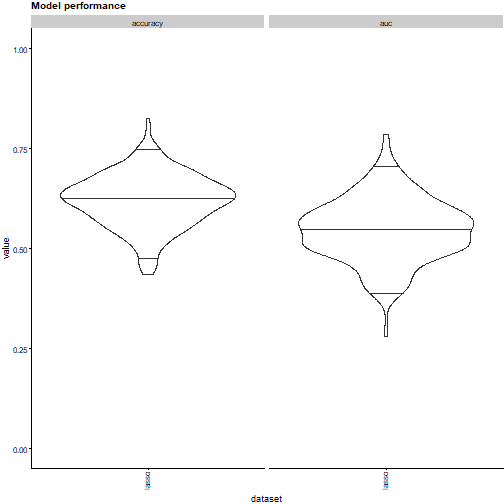 Model performance
accuracy
auc
1.00
0.75
0.50
0.25
0.00
value
lasso
lasso
dataset